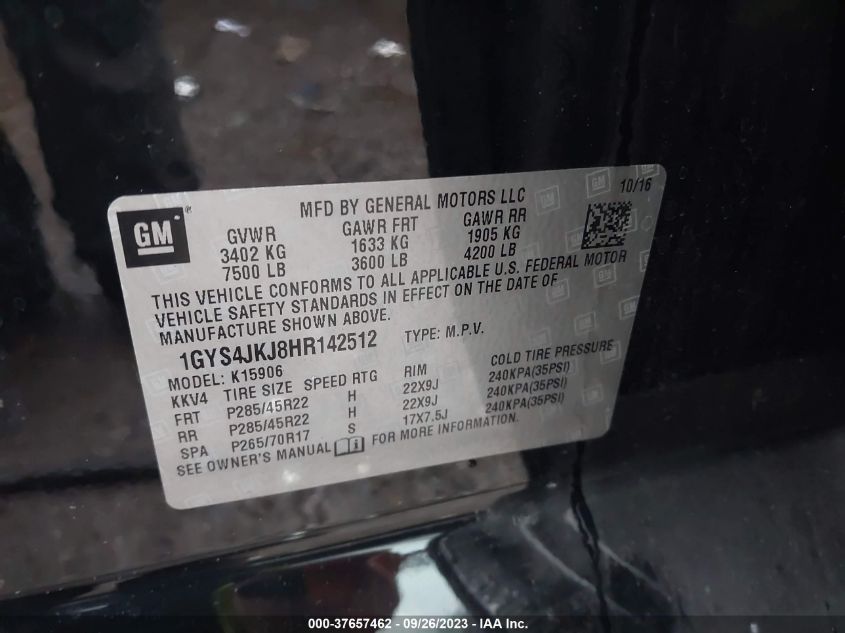 MFD BY GENERAL MOTORS LLC 10/16
GM
GVWR GAWR FRT GAWR RR
3402 KG 1633 KG 1905 KG
7500 LB 3600 LB 4200 LB
THIS VEHICLE CONFORMS TO ALL APPLICABLE U.S. FEDERAL MOTOR
VEHICLE SAFETY STANDARDS IN EFFECT ON THE DATE OF
MANUFACTURE SHOWN ABOVE.
1GYS4JKJ8HR142512 TYPE: M.P.V.
MODEL: K15906
KKV4 TIRE SIZE SPEED RTG RIM COLD TIRE PRESSURE
FRT P285/45R22 H 22X9J 240KPA(35PSI)
RR P285/45R22 H 22X9J 240KPA(35PSI)
SPA P265/70R17 S 17X7.5J 240KPA(35PSI)
SEE OWNER'S MANUAL FOR MORE INFORMATION.
000-37657462 - 09/26/2023 - IAA Inc.